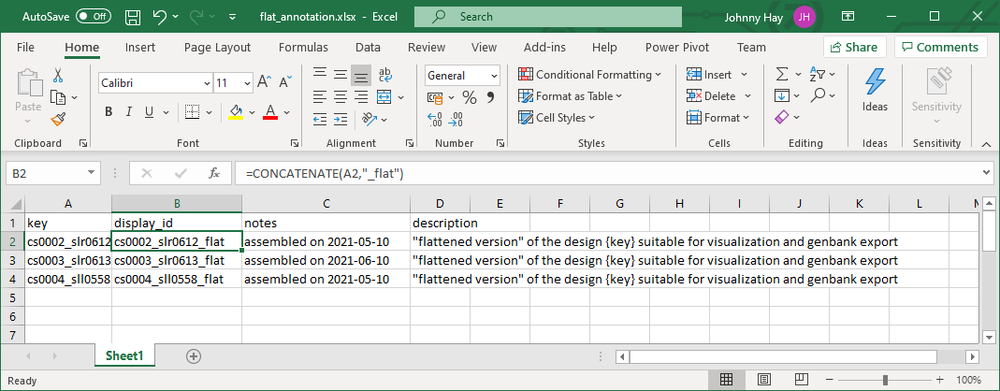 AutoSave Off flat_annotation.xlsx - Excel Search Johnny Hay JH
File Home Insert Page Layout Formulas Data Review View Add-ins Help Power Pivot Team Share Comments
Paste Calibri 11 A A ab c General Conditional Formatting Insert Σ A Z Ideas Sensitivity
$ % , Format as Table Delete
B I U A A ab .00 .0 Cell Styles Format
Clipboard Font Alignment Number Styles Cells Editing Ideas Sensitivity
B2 fx =CONCATENATE(A2,"_flat")
A B C D E F G H I J K L
1 key display_id notes description
2 cs0002_slr0612 cs0002_slr0612_flat assembled on 2021-05-10 "flattened version" of the design {key} suitable for visualization and genbank export
3 cs0003_slr0613 cs0003_slr0613_flat assembled on 2021-06-10 "flattened version" of the design {key} suitable for visualization and genbank export
4 cs0004_sll0558 cs0004_sll0558_flat assembled on 2021-05-10 "flattened version" of the design {key} suitable for visualization and genbank export
5
6
7
Sheet1
Ready 100%